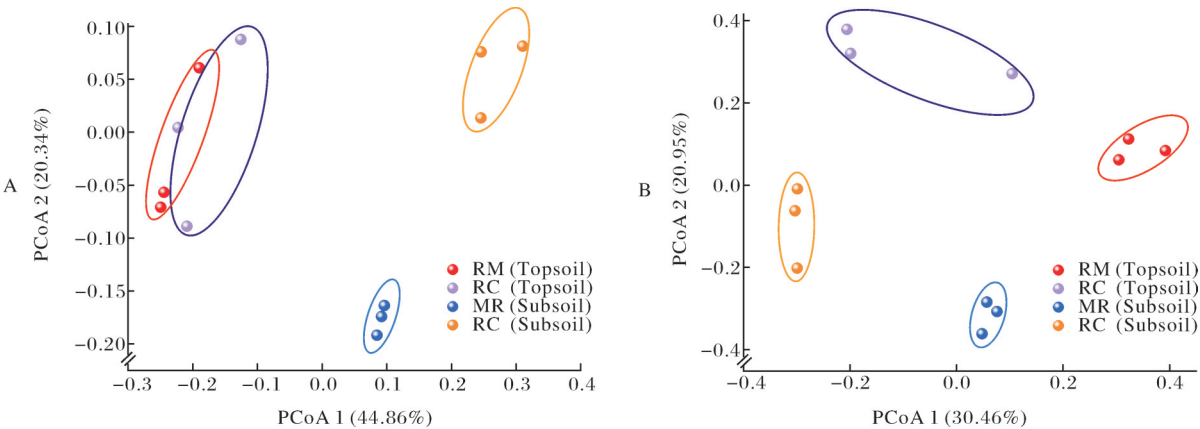 A
PCoA 2 (20.34%)
0.10
0.05
0.00
−0.05
−0.10
−0.15
−0.20
−0.3
−0.2
−0.1
0.0
0.1
0.2
0.3
0.4
PCoA 1 (44.86%)
RM (Topsoil)
RC (Topsoil)
MR (Subsoil)
RC (Subsoil)
B
PCoA 2 (20.95%)
0.4
0.2
0.0
−0.2
−0.4
−0.4
−0.2
0.0
0.2
0.4
PCoA 1 (30.46%)
RM (Topsoil)
RC (Topsoil)
MR (Subsoil)
RC (Subsoil)